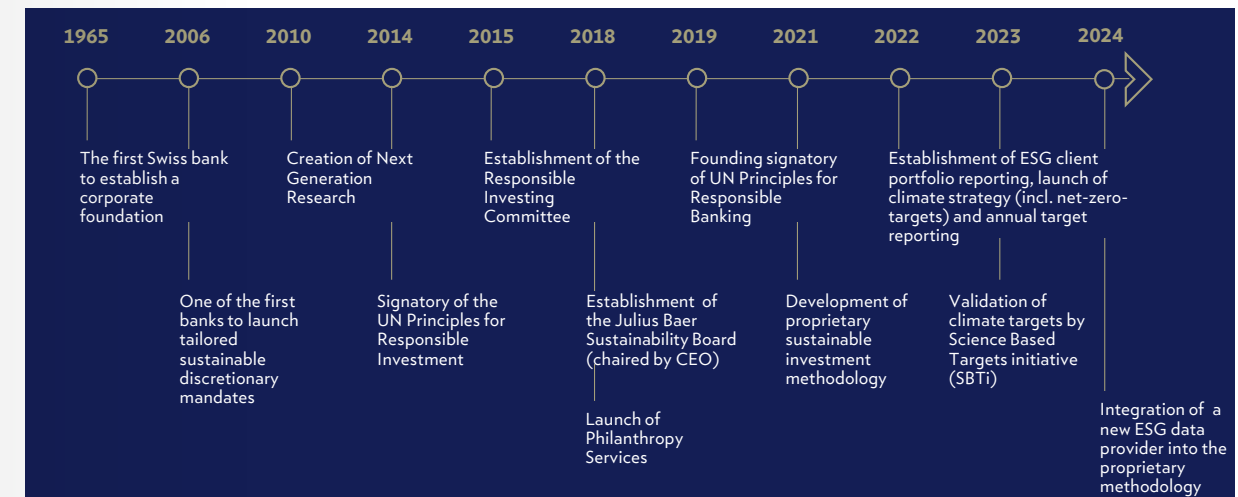 1965
2006
2010
2014
2015
2018
2019
2021
2022
2023
2024
The first Swiss bank
to establish a
corporate
foundation
Creation of Next
Generation
Research
Establishment of the
Responsible
Investing
Committee
Founding signatory
of UN Principles for
Responsible
Banking
Establishment of ESG client
portfolio reporting, launch of
climate strategy (incl. net-zero-
targets) and annual target
reporting
One of the first
banks to launch
tailored
sustainable
discretionary
mandates
Signatory of the
UN Principles for
Responsible
Investment
Establishment of
the Julius Baer
Sustainability Board
(chaired by CEO)
Development of
proprietary
sustainable
investment
methodology
Validation of
climate targets by
Science Based
Targets initiative
(SBTi)
Launch of
Philanthropy
Services
Integration of a
new ESG data
provider into the
proprietary
methodology